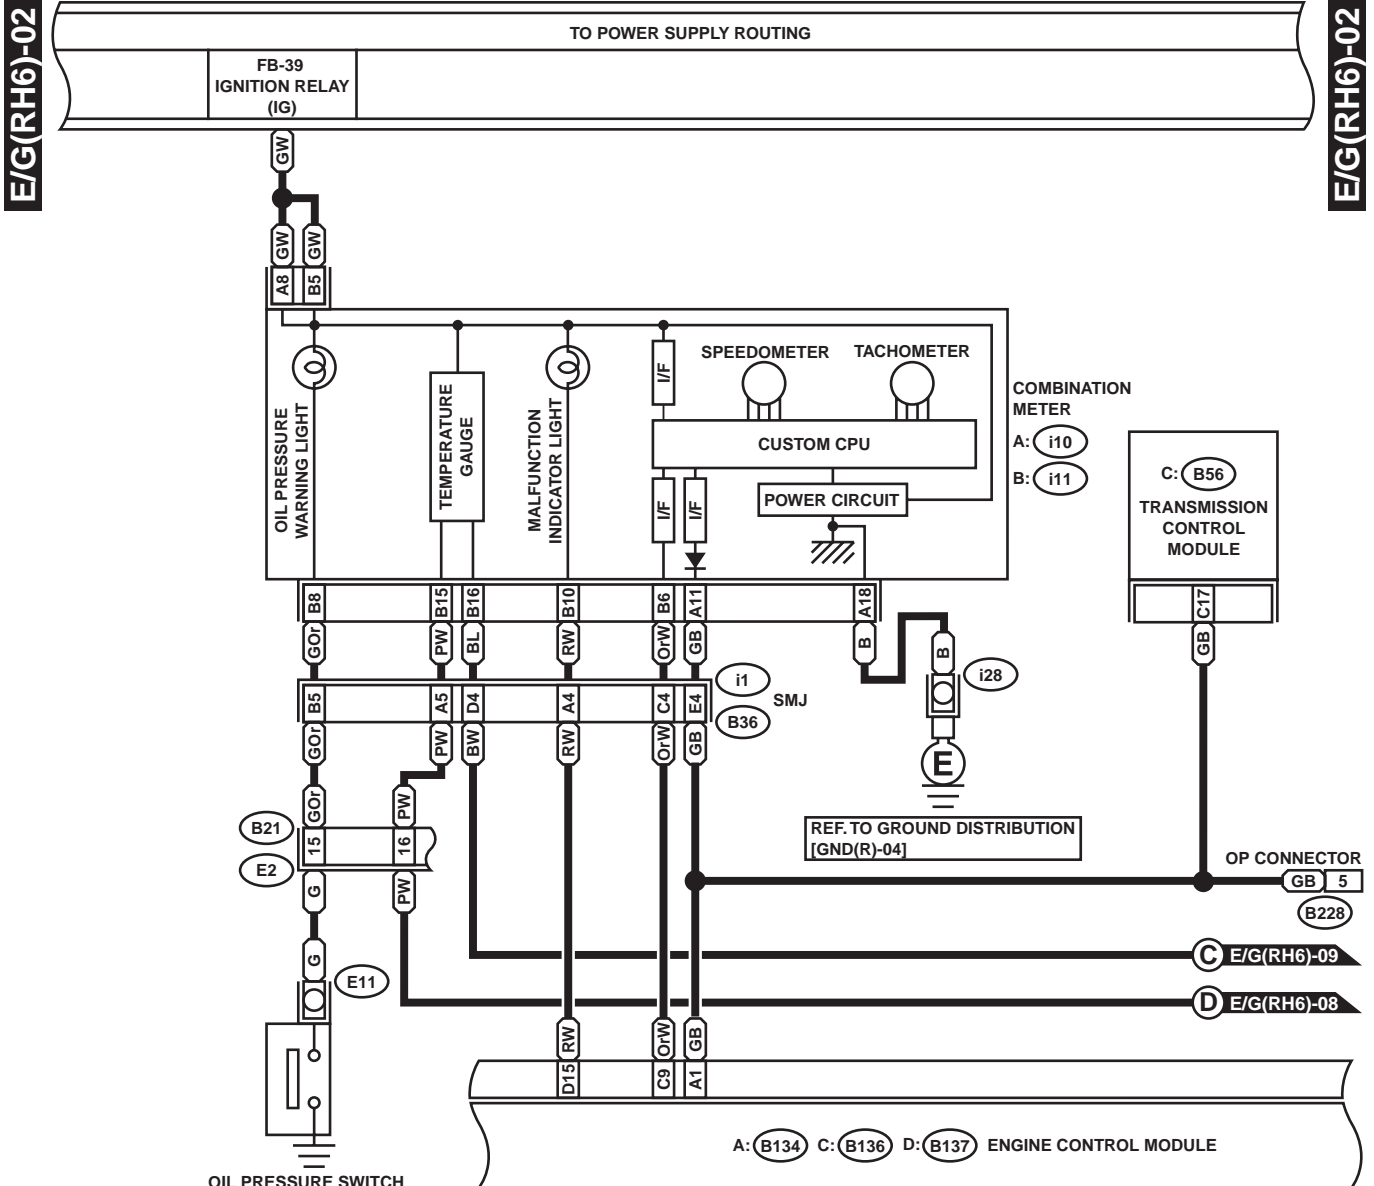 E/G(RH6)-02
E/G(RH6)-02
TO POWER SUPPLY ROUTING
FB-39
IGNITION RELAY
(IG)
GW
GW
GW
A8
B5
OIL PRESSURE
WARNING LIGHT
TEMPERATURE
GAUGE
MALFUNCTION
INDICATOR LIGHT
I/F
SPEEDOMETER
TACHOMETER
CUSTOM CPU
I/F
I/F
POWER CIRCUIT
COMBINATION
METER
A: i10
B: i11
C: B56
TRANSMISSION
CONTROL
MODULE
B8
B15
B16
B10
B6
A11
A18
C17
GOr
PW
BL
RW
OrW
GB
B
B
GB
i28
i1
SMJ
B36
B5
A5
D4
A4
C4
E4
GOr
PW
BW
RW
OrW
GB
E
GOr
PW
B21
15
16
E2
G
PW
REF. TO GROUND DISTRIBUTION
[GND(R)-04]
OP CONNECTOR
GB
5
B228
G
E11
C
E/G(RH6)-09
D
E/G(RH6)-08
RW
OrW
GB
D15
C9
A1
A: B134 C: B136 D: B137 ENGINE CONTROL MODULE
OIL PRESSURE SWITCH